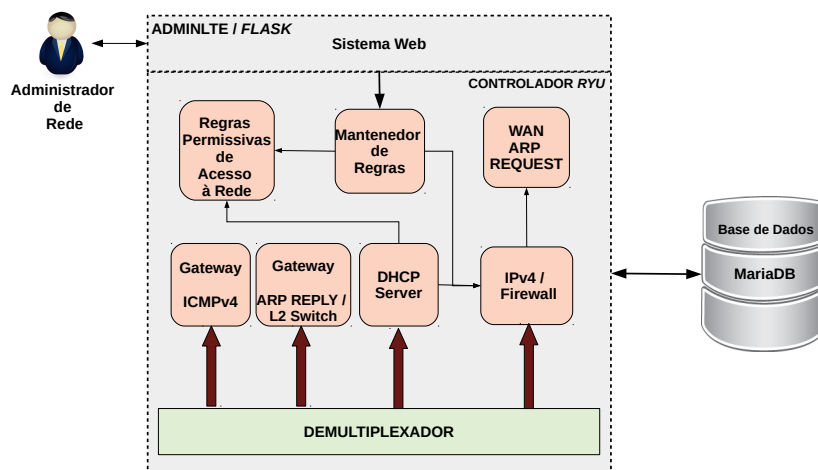 ADMINLTE / FLASK
Sistema Web
Administrador
de
Rede
CONTROLADOR RYU
Regras
Permissivas
de
Acesso
à Rede
Mantenedor
de
Regras
WAN
ARP
REQUEST
Gateway
ICMPv4
Gateway
ARP REPLY /
L2 Switch
DHCP
Server
IPv4 /
Firewall
Base de Dados
MariaDB
DEMULTIPLEXADOR